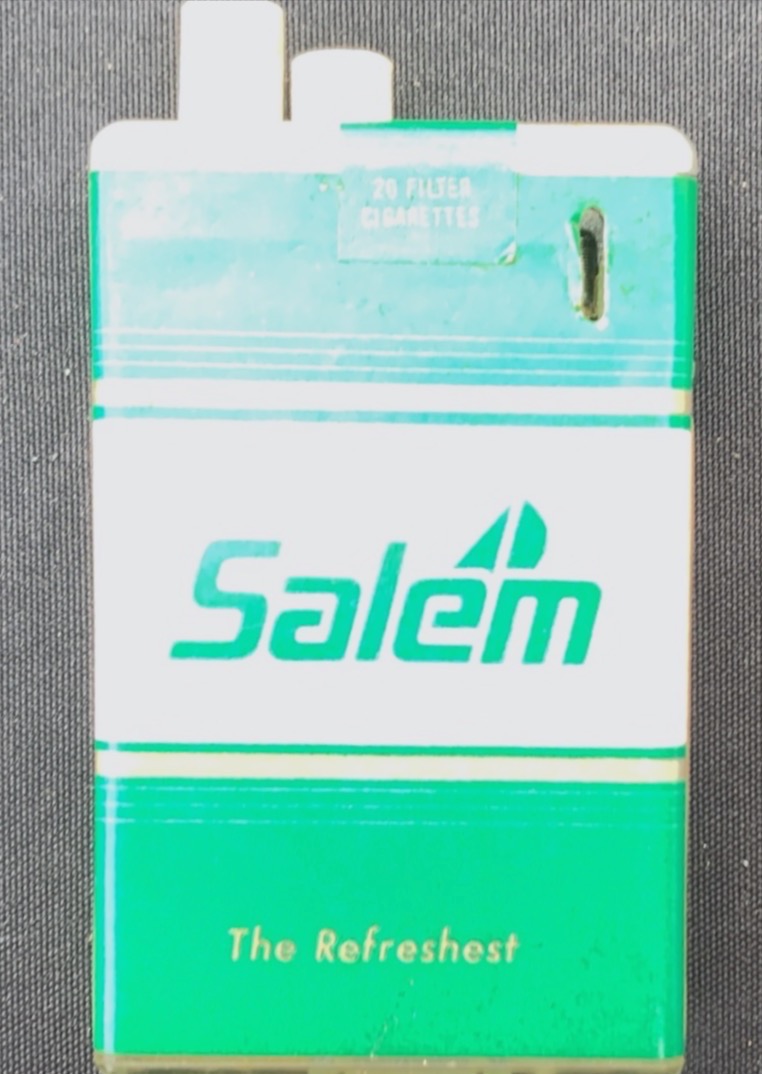 20 FILTER
CIGARETTES
Salem
The Refreshest